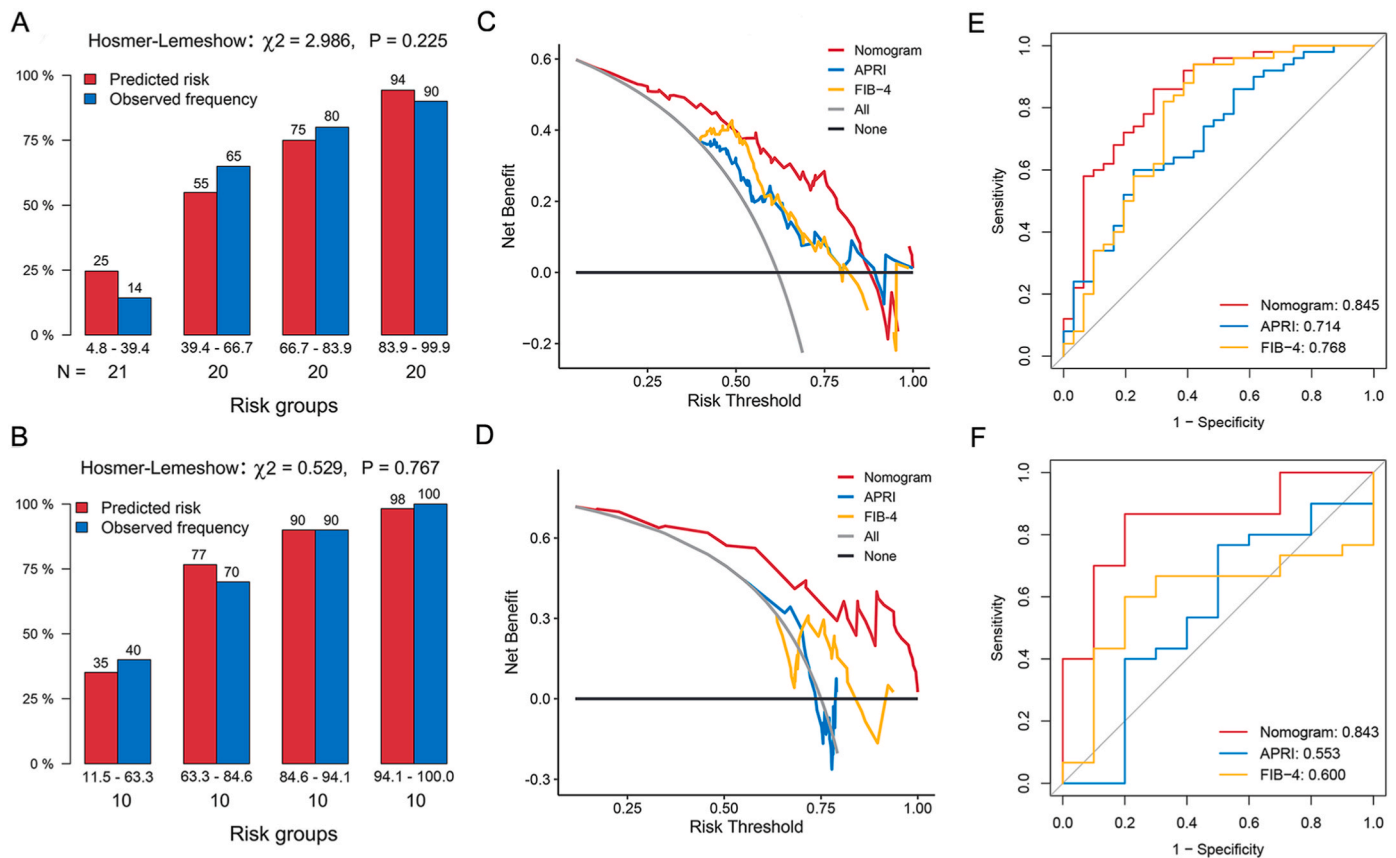 A
Hosmer-Lemeshow: χ2 = 2.986, P = 0.225
100 %
75 %
50 %
25 %
0 %
Predicted risk
Observed frequency
25
14
55
65
75
80
94
90
4.8 - 39.4
39.4 - 66.7
66.7 - 83.9
83.9 - 99.9
N = 21 20 20 20
Risk groups
B
Hosmer-Lemeshow: χ2 = 0.529, P = 0.767
100 %
75 %
50 %
25 %
0 %
Predicted risk
Observed frequency
35
40
77
70
90
90
98
100
11.5 - 63.3
63.3 - 84.6
84.6 - 94.1
94.1 - 100.0
10 10 10 10
Risk groups
C
Net Benefit
0.6
0.4
0.2
0.0
−0.2
Nomogram
APRI
FIB−4
All
None
0.25 0.50 0.75 1.00
Risk Threshold
D
Net Benefit
0.6
0.3
0.0
-0.3
Nomogram
APRI
FIB−4
All
None
0.25 0.50 0.75 1.00
Risk Threshold
E
Sensitivity
1.0
0.8
0.6
0.4
0.2
0.0
Nomogram: 0.845
APRI: 0.714
FIB−4: 0.768
0.0 0.2 0.4 0.6 0.8 1.0
1 − Specificity
F
Sensitivity
1.0
0.8
0.6
0.4
0.2
0.0
Nomogram: 0.843
APRI: 0.553
FIB−4: 0.600
0.0 0.2 0.4 0.6 0.8 1.0
1 − Specificity